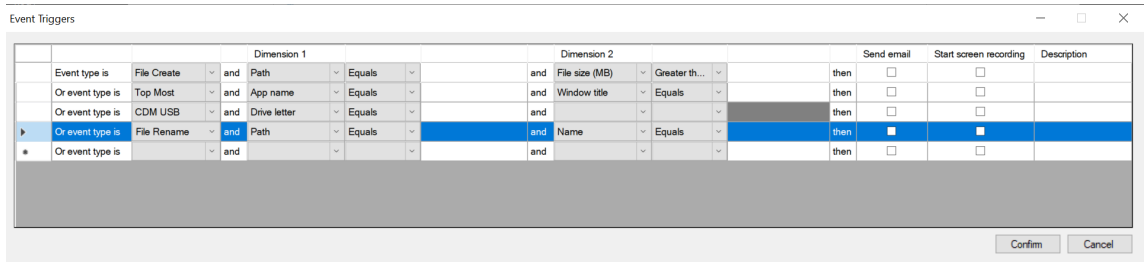 Event Triggers
Dimension 1 Dimension 2 Send email Start screen recording Description
Event type is File Create and Path Equals and File size (MB) Greater th... then
Or event type is Top Most and App name Equals and Window title Equals then
Or event type is CDM USB and Drive letter Equals and then
Or event type is File Rename and Path Equals and Name Equals then
Or event type is and and then
Confirm Cancel